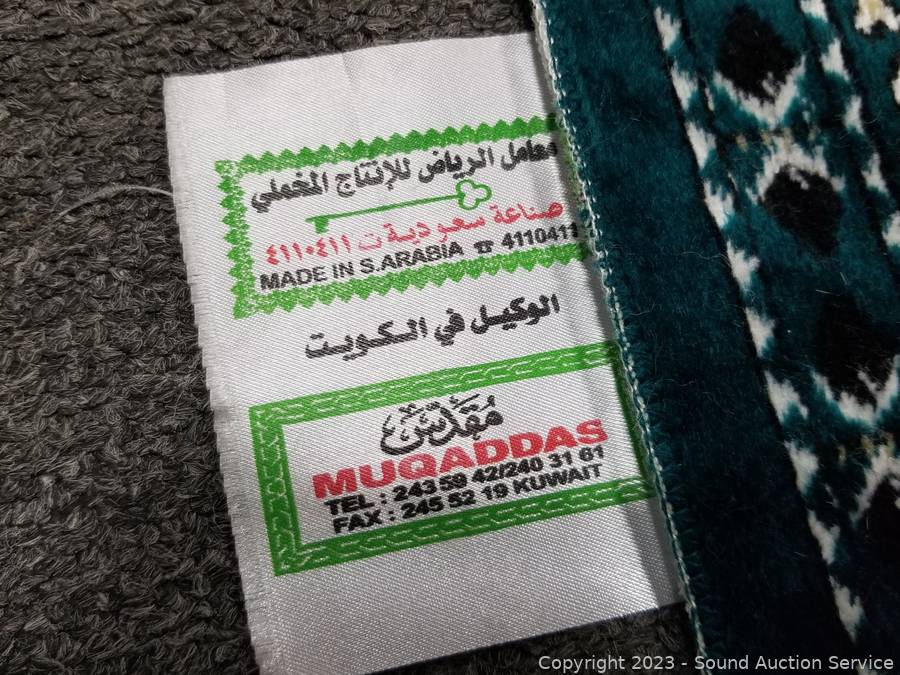 معامل الرياض للإنتاج المخملي
صناعة سعودية ت ٤١١٠٤١١
MADE IN S.ARABIA ☎ 4110411
الوكيل في الكويت
مُقَدَّسْ
MUQADDAS
TEL : 243 59 42/240 31 61
FAX : 245 52 19 KUWAIT
Copyright 2023 - Sound Auction Service